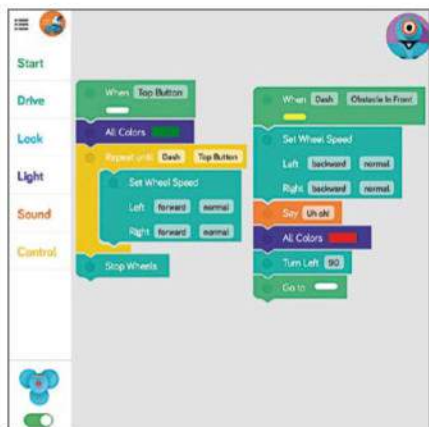 Start
Drive
Look
Light
Sound
Control
When Top Button
All Colors
Repeat until Dash Top Button
Set Wheel Speed
Left forward normal
Right forward normal
Stop Wheels
When Dash Obstacle In Front
Set Wheel Speed
Left backward normal
Right backward normal
Say Uh oh!
All Colors
Turn Left 90
Go to